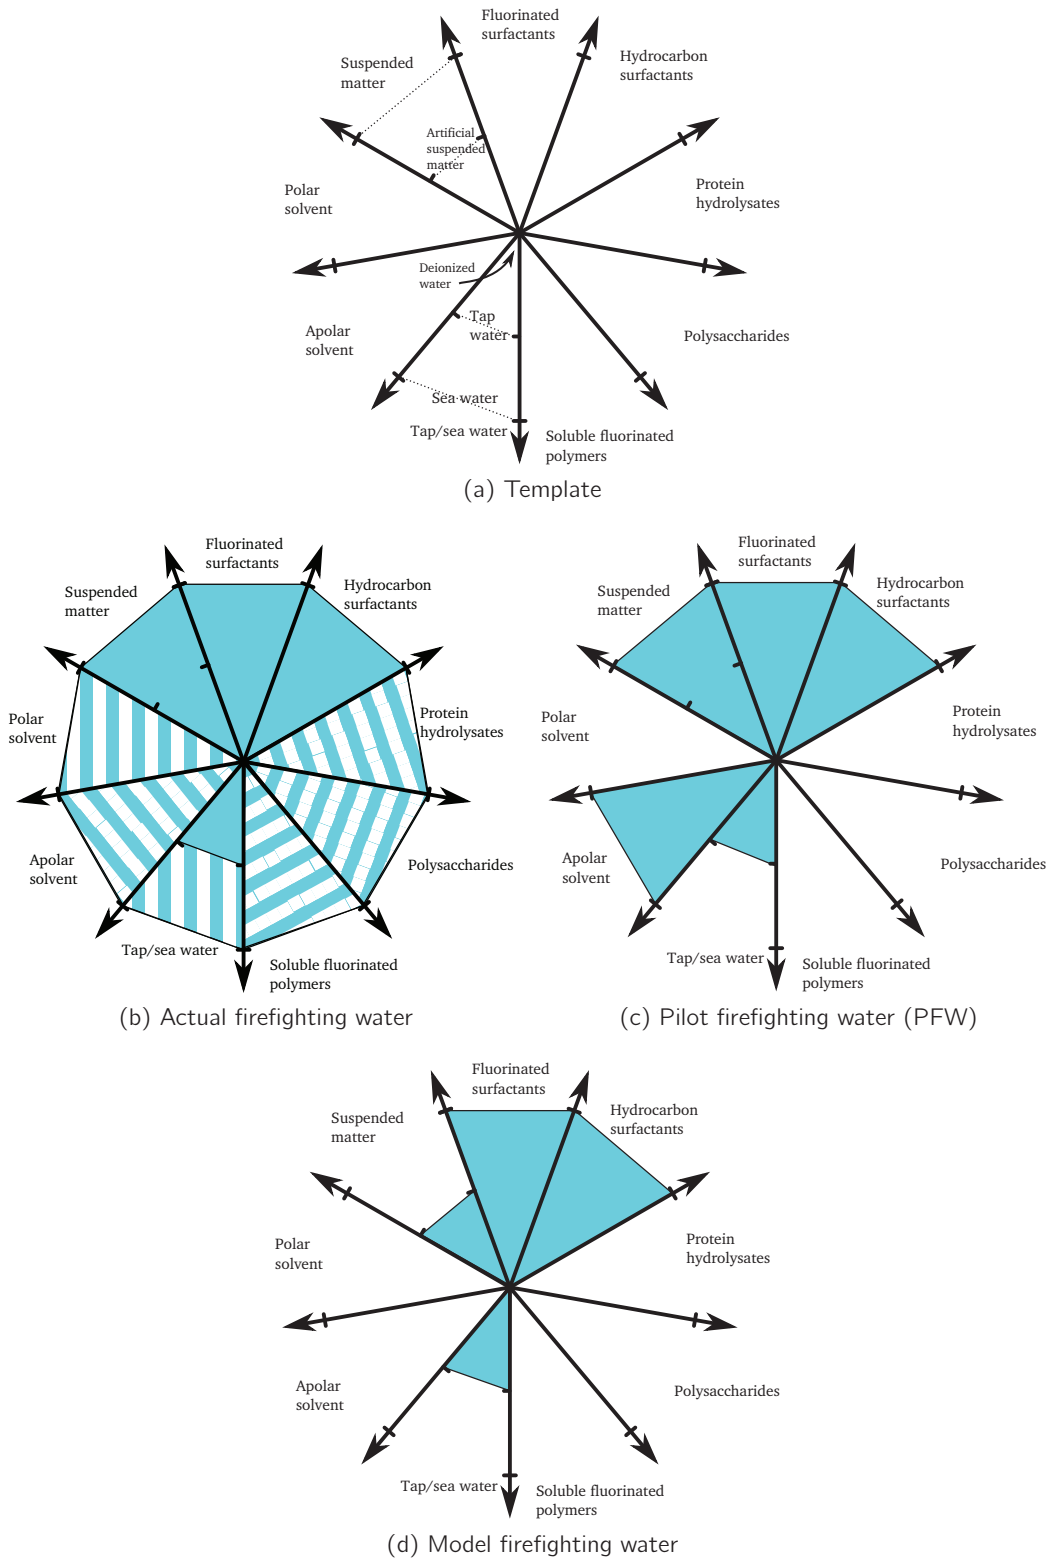 Fluorinated
surfactants
Hydrocarbon
surfactants
Suspended
matter
Artificial
suspended
matter
Polar
solvent
Protein
hydrolysates
Deionized
water
Tap
water
Apolar
solvent
Polysaccharides
Sea water
Tap/sea water
Soluble fluorinated
polymers
(a) Template
Fluorinated
surfactants
Suspended
matter
Hydrocarbon
surfactants
Polar
solvent
Protein
hydrolysates
Apolar
solvent
Polysaccharides
Tap/sea water
Soluble fluorinated
polymers
(b) Actual firefighting water
Fluorinated
surfactants
Suspended
matter
Hydrocarbon
surfactants
Polar
solvent
Protein
hydrolysates
Apolar
solvent
Polysaccharides
Tap/sea water
Soluble fluorinated
polymers
(c) Pilot firefighting water (PFW)
Fluorinated
surfactants
Suspended
matter
Hydrocarbon
surfactants
Polar
solvent
Protein
hydrolysates
Apolar
solvent
Polysaccharides
Tap/sea water
Soluble fluorinated
polymers
(d) Model firefighting water